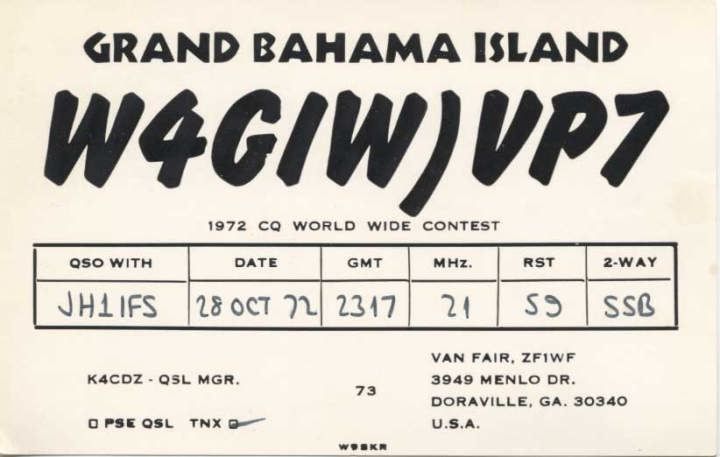 GRAND BAHAMA ISLAND
W4GIW)VP7
1972 CQ WORLD WIDE CONTEST
QSO WITH DATE GMT MHz. RST 2-WAY
JH1IFS 28 OCT 72 2317 21 59 SSB
K4CDZ - QSL MGR.
PSE QSL TNX
73
VAN FAIR, ZF1WF
3949 MENLO DR.
DORAVILLE, GA. 30340
U.S.A.
W9BKR